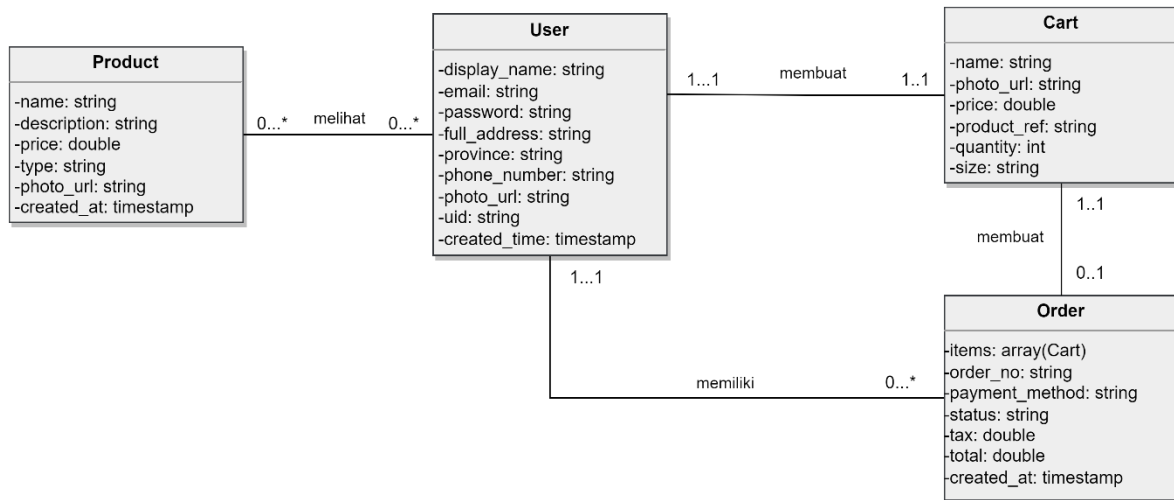 Product
-name: string
-description: string
-price: double
-type: string
-photo_url: string
-created_at: timestamp
0...*
melihat
0...*
User
-display_name: string
-email: string
-password: string
-full_address: string
-province: string
-phone_number: string
-photo_url: string
-uid: string
-created_time: timestamp
1...1
membuat
1..1
Cart
-name: string
-photo_url: string
-price: double
-product_ref: string
-quantity: int
-size: string
1..1
membuat
0..1
1...1
memiliki
0...*
Order
-items: array(Cart)
-order_no: string
-payment_method: string
-status: string
-tax: double
-total: double
-created_at: timestamp